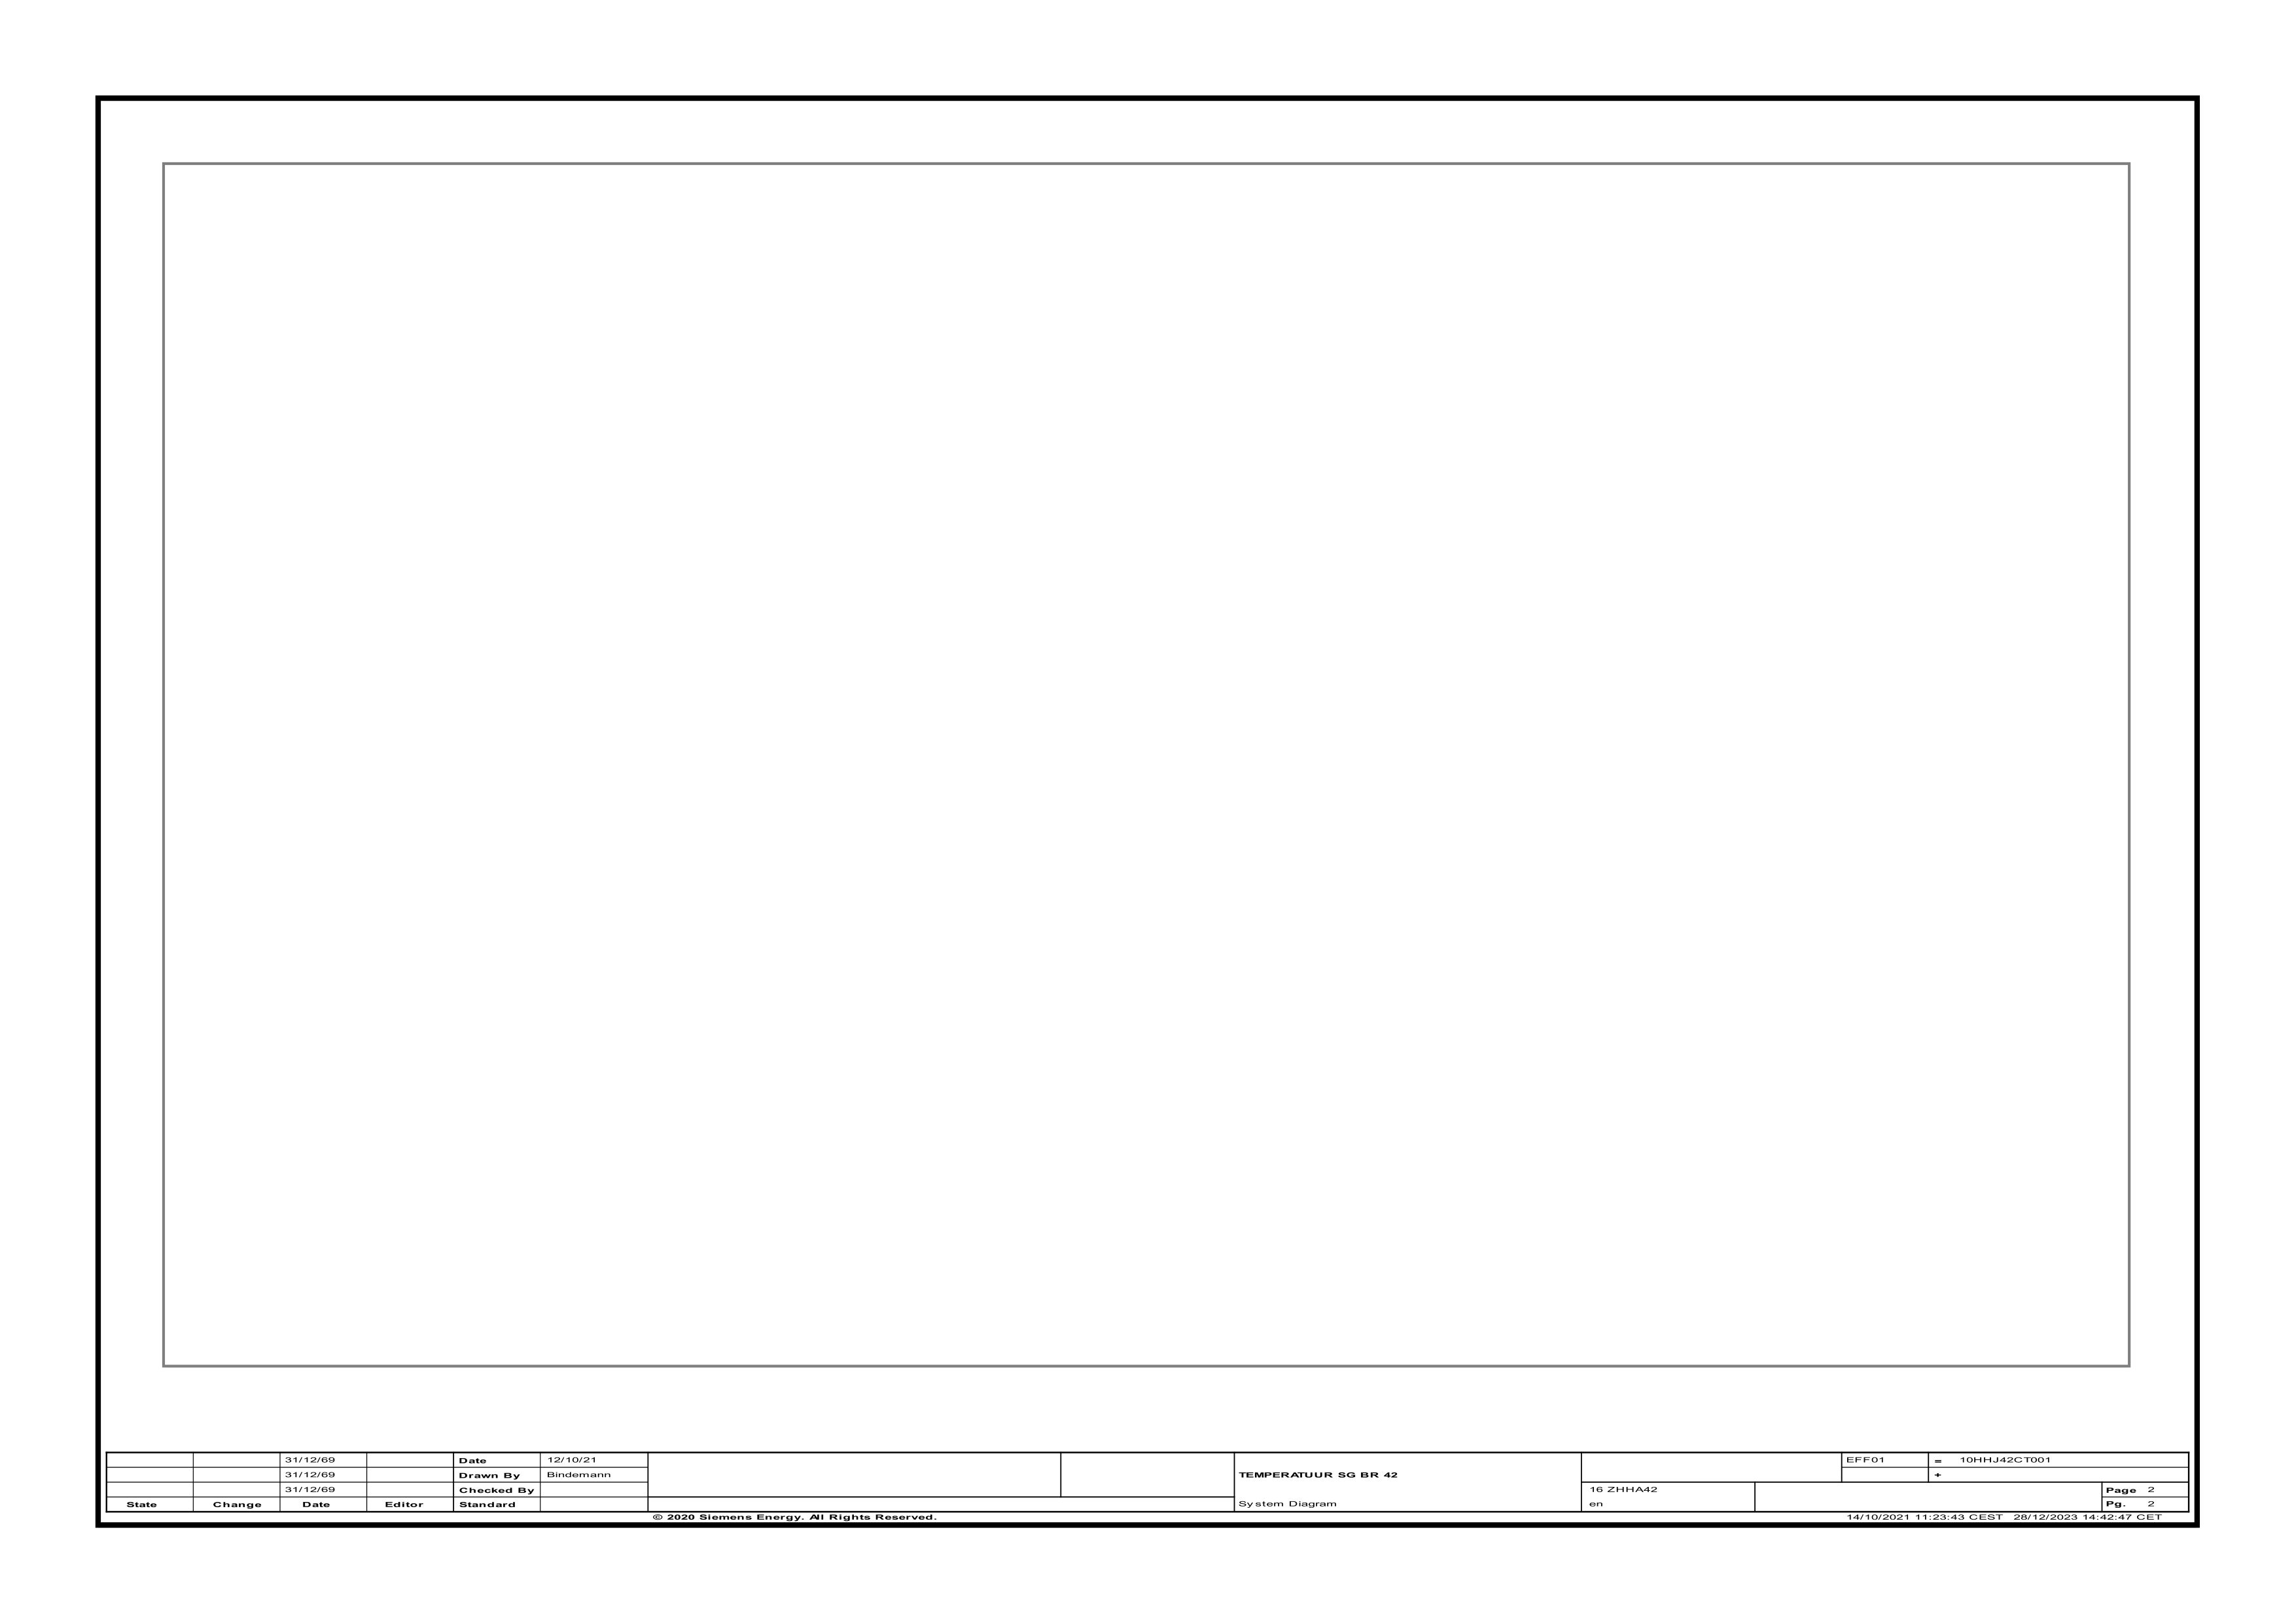 31/12/69 Date 12/10/21 EFF01 = 10HHJ42CT001
31/12/69 Drawn By Bindemann TEMPERATUUR SG BR 42 +
31/12/69 Checked By 16 ZHHA42 Page 2
State Change Date Editor Standard System Diagram en Pg. 2
© 2020 Siemens Energy. All Rights Reserved. 14/10/2021 11:23:43 CEST 28/12/2023 14:42:47 CET